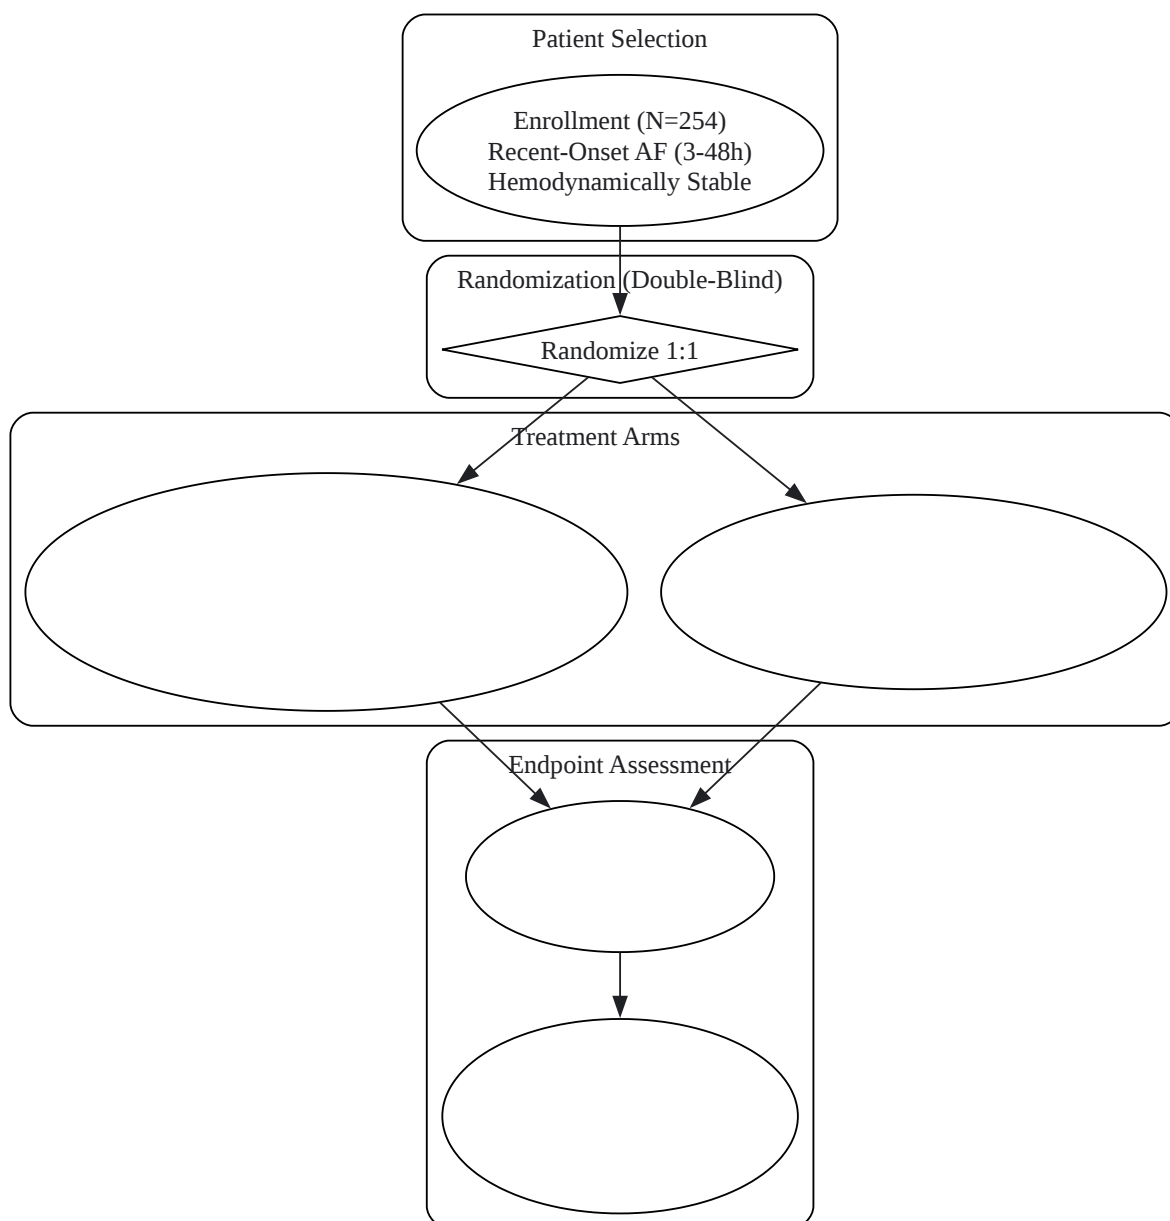 Patient Selection
Enrollment (N=254)
Recent-Onset AF (3-48h)
Hemodynamically Stable
Randomization (Double-Blind)
Randomize 1:1
Treatment Arms
Endpoint Assessment